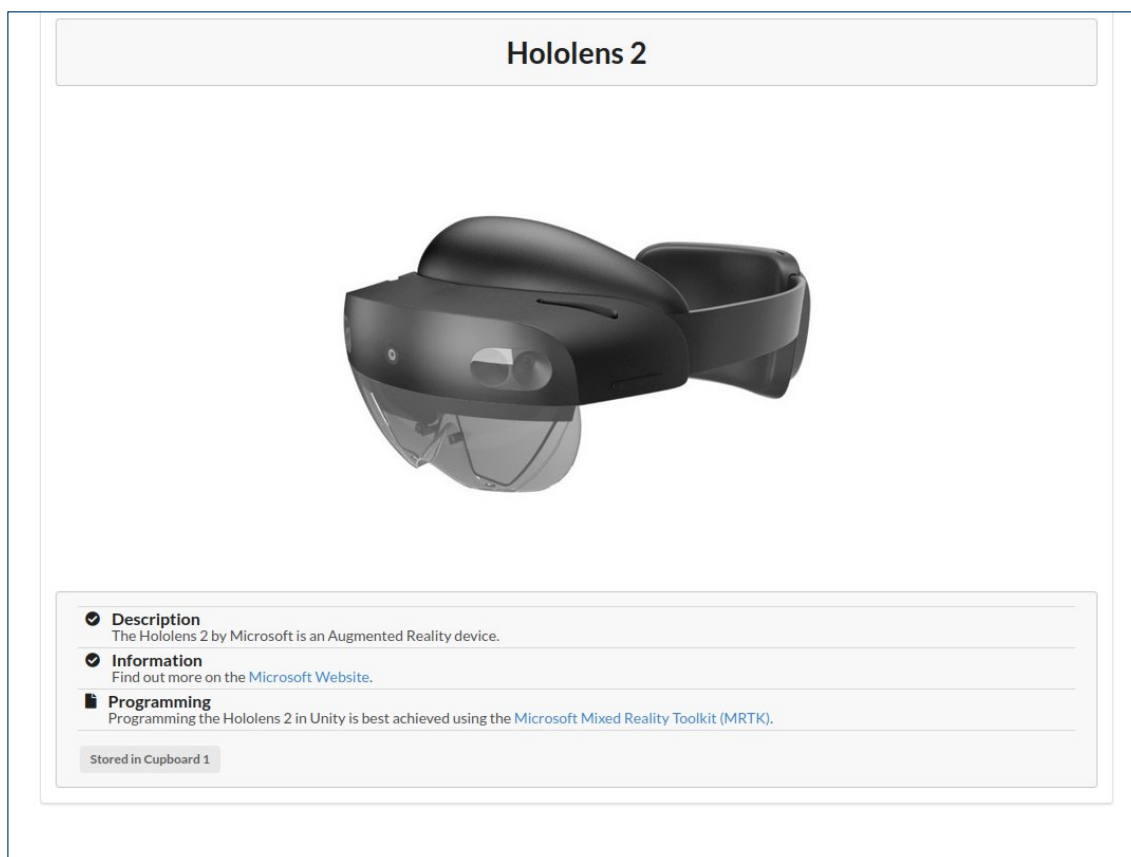 Hololens 2
Description
The Hololens 2 by Microsoft is an Augmented Reality device.
Information
Find out more on the Microsoft Website.
Programming
Programming the Hololens 2 in Unity is best achieved using the Microsoft Mixed Reality Toolkit (MRTK).
Stored in Cupboard 1